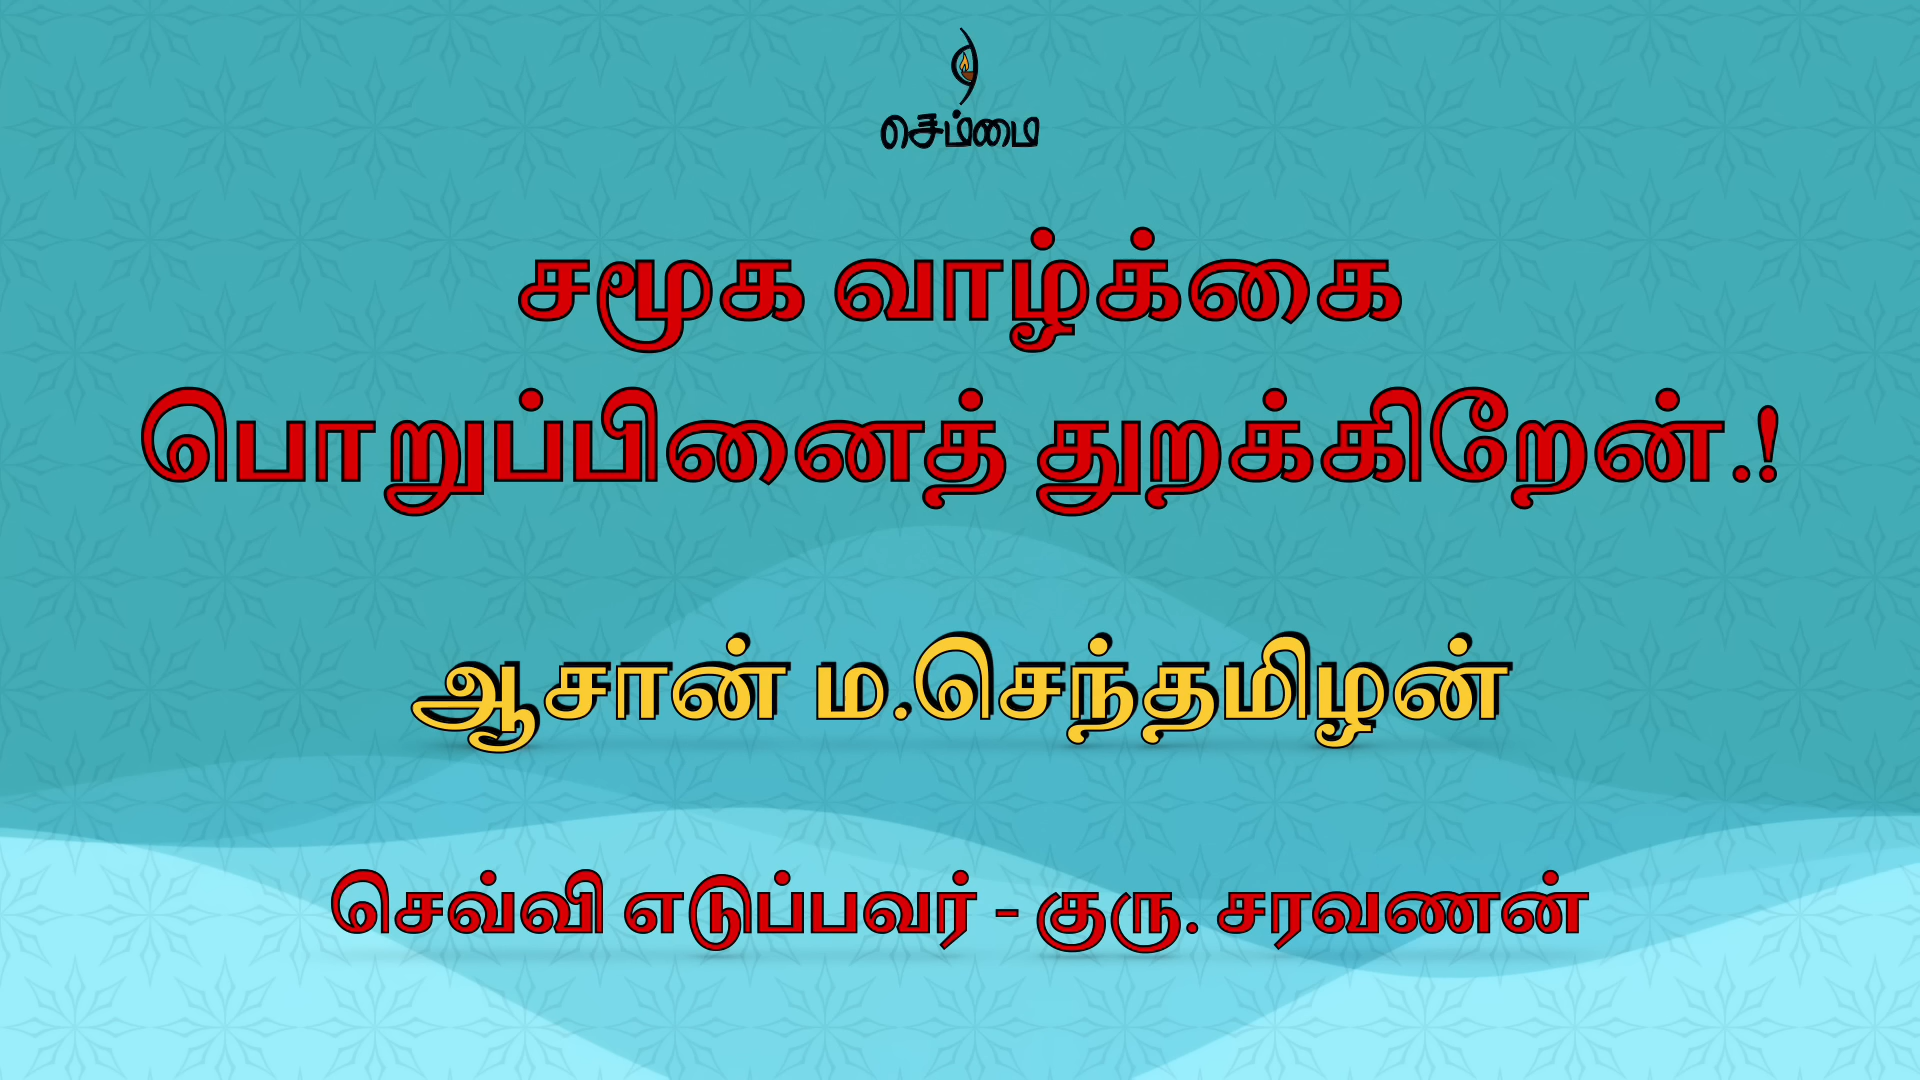 செம்மை
சமூக வாழ்க்கை
பொறுப்பினைத் துறக்கிறேன்.!
ஆசான் ம.செந்தமிழன்
செவ்வி எடுப்பவர் - குரு. சரவணன்